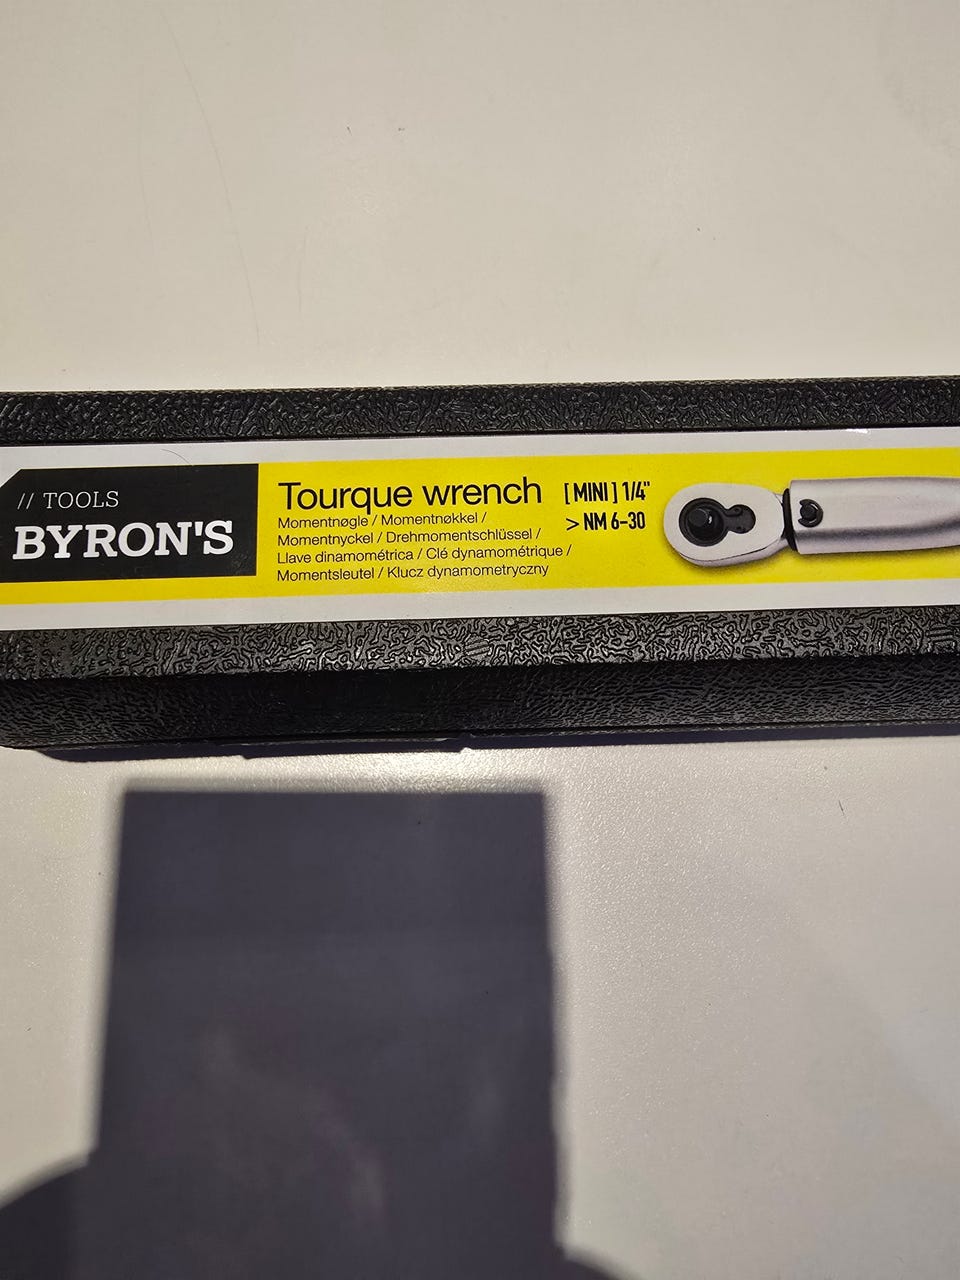 // TOOLS
BYRON'S
Tourque wrench
Momentnøgle / Momentnøkkel /
Momentnyckel / Drehmomentschlüssel /
Llave dinamométrica / Clé dynamométrique /
Momentsleutel / Klucz dynamometryczny
[ MINI ] 1/4"
> NM 6-30